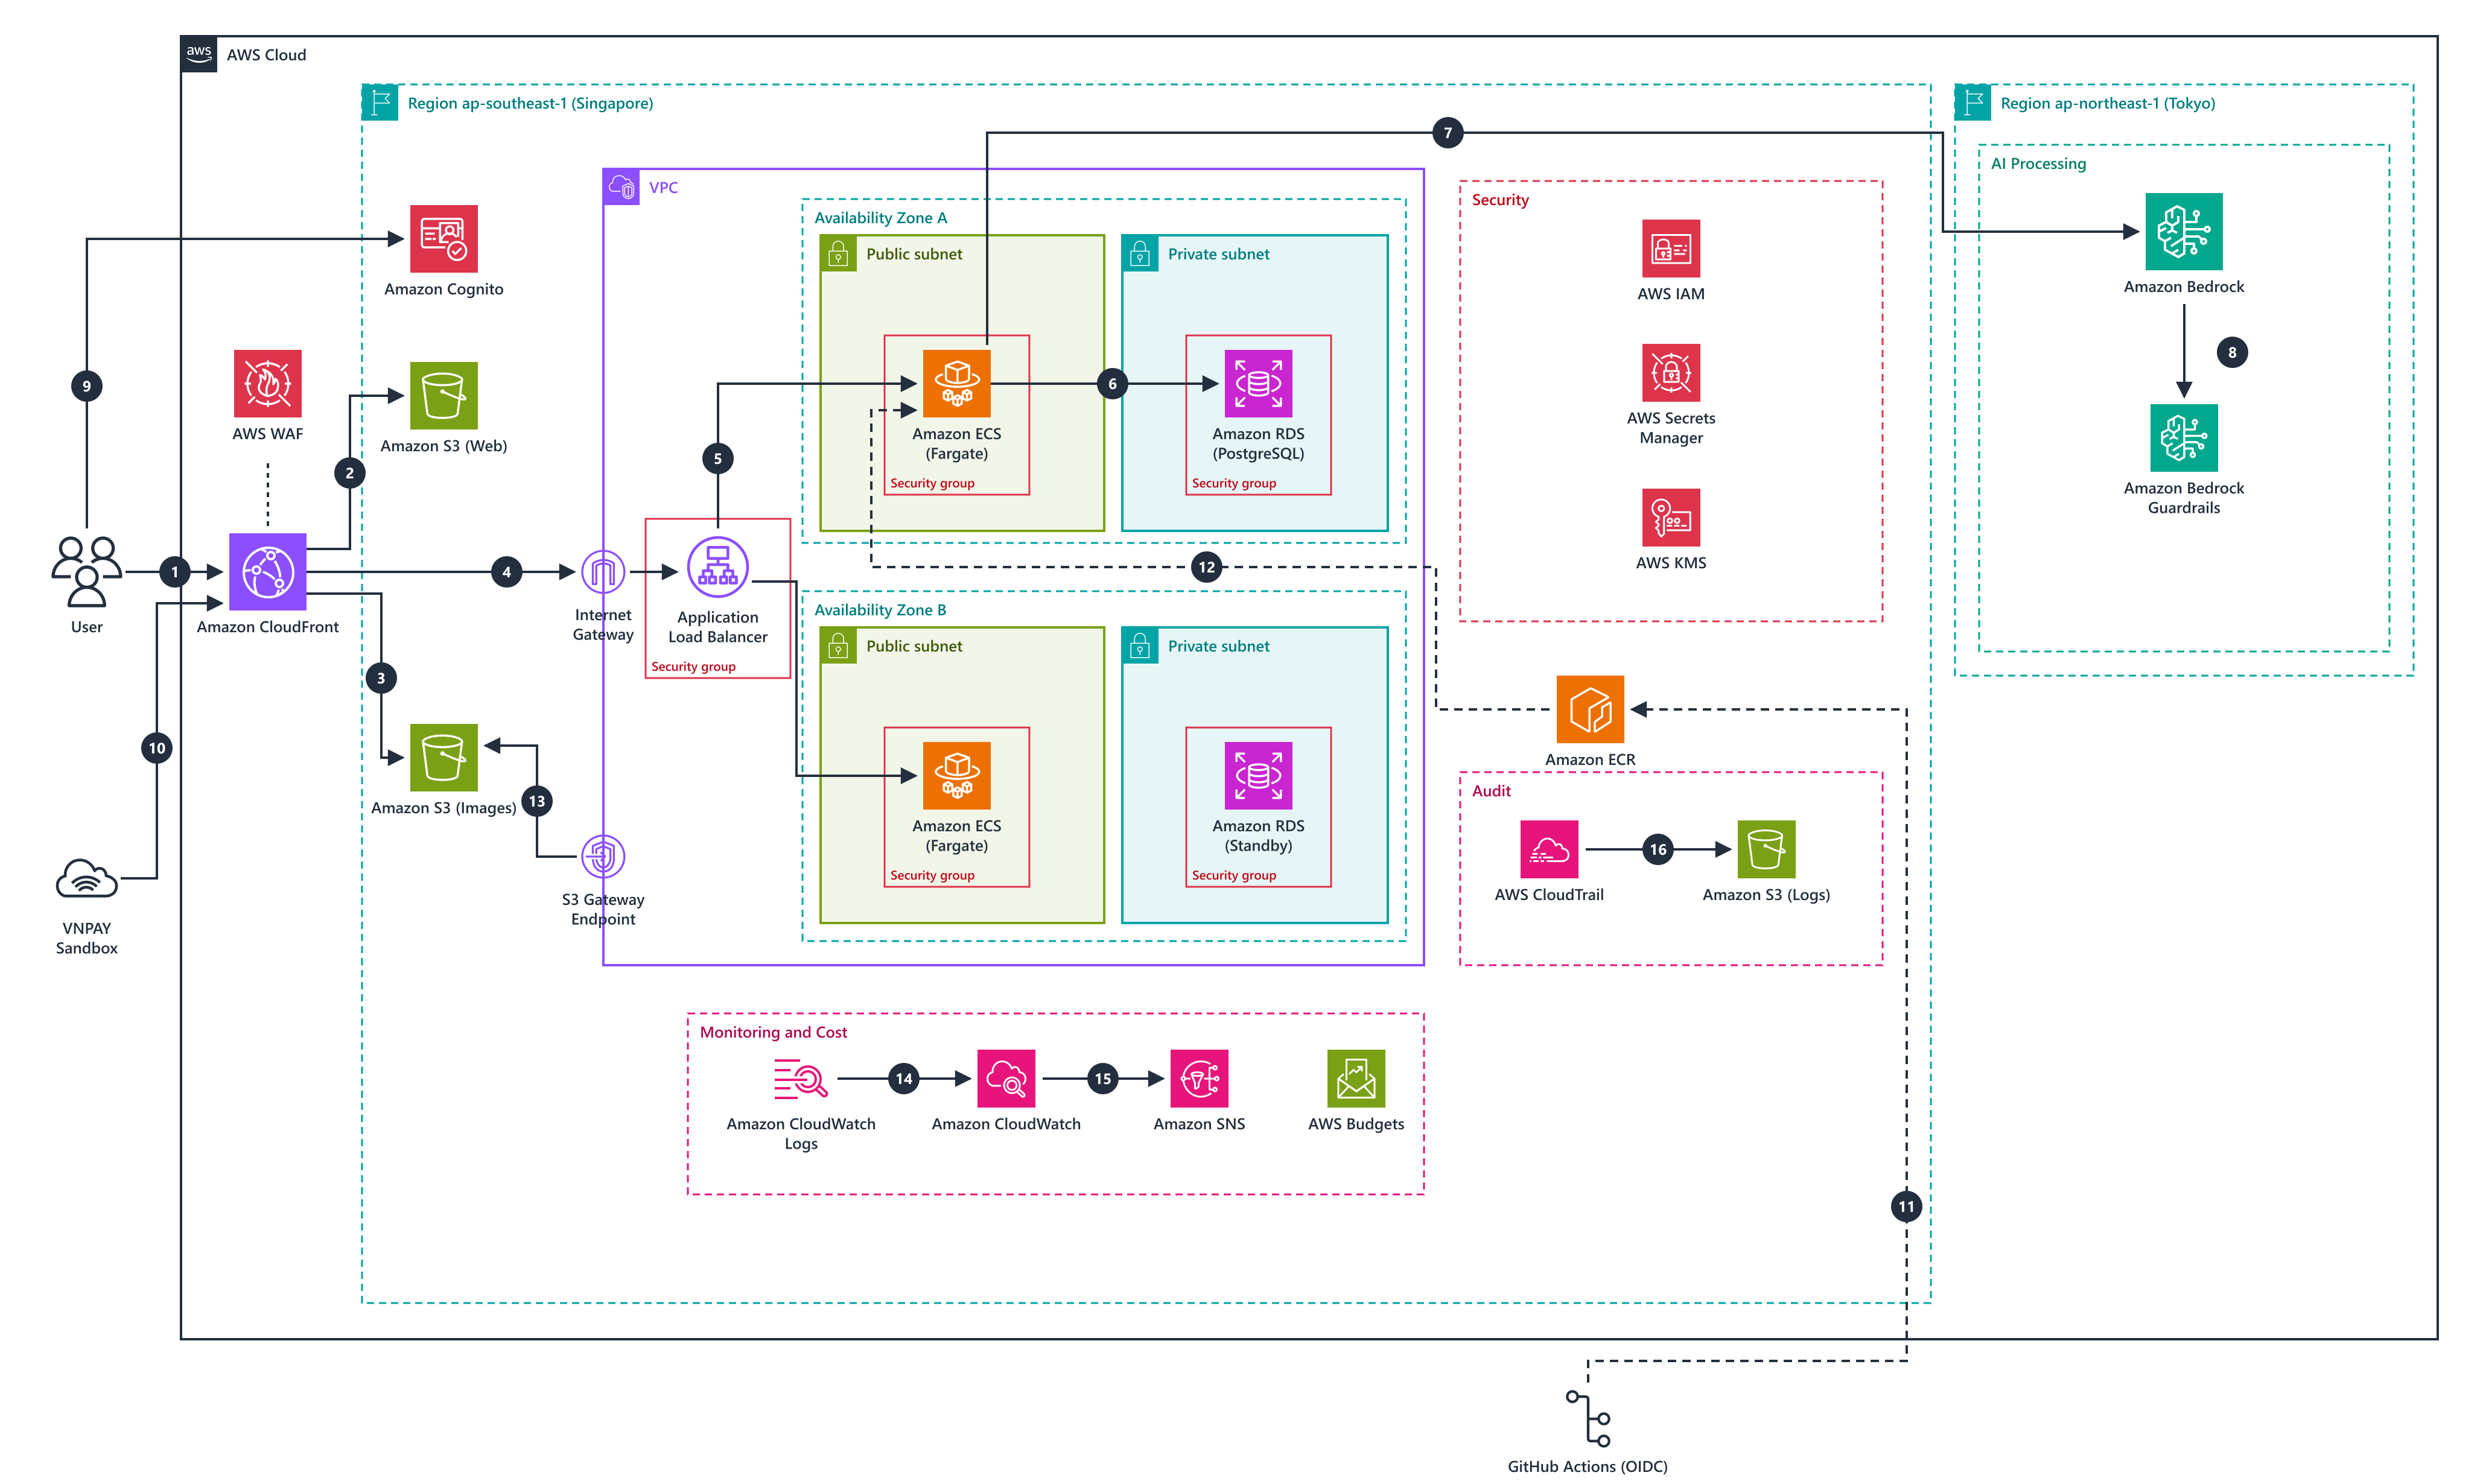 aws
AWS Cloud
Region ap-southeast-1 (Singapore)
Region ap-northeast-1 (Tokyo)
7
AI Processing
VPC
Security
Availability Zone A
Public subnet
Private subnet
Amazon Cognito
AWS IAM
Amazon Bedrock
8
9
6
AWS WAF
Amazon S3 (Web)
2
Amazon ECS
(Fargate)
Security group
Amazon RDS
(PostgreSQL)
Security group
AWS Secrets
Manager
Amazon Bedrock
Guardrails
5
1
4
12
AWS KMS
User
Amazon CloudFront
Internet
Gateway
Application
Load Balancer
Security group
Availability Zone B
Public subnet
Private subnet
3
10
Amazon ECR
Audit
Amazon S3 (Images)
13
Amazon ECS
(Fargate)
Security group
Amazon RDS
(Standby)
Security group
16
AWS CloudTrail
Amazon S3 (Logs)
S3 Gateway
Endpoint
VNPAY
Sandbox
Monitoring and Cost
14
15
Amazon CloudWatch
Logs
Amazon CloudWatch
Amazon SNS
AWS Budgets
11
GitHub Actions (OIDC)